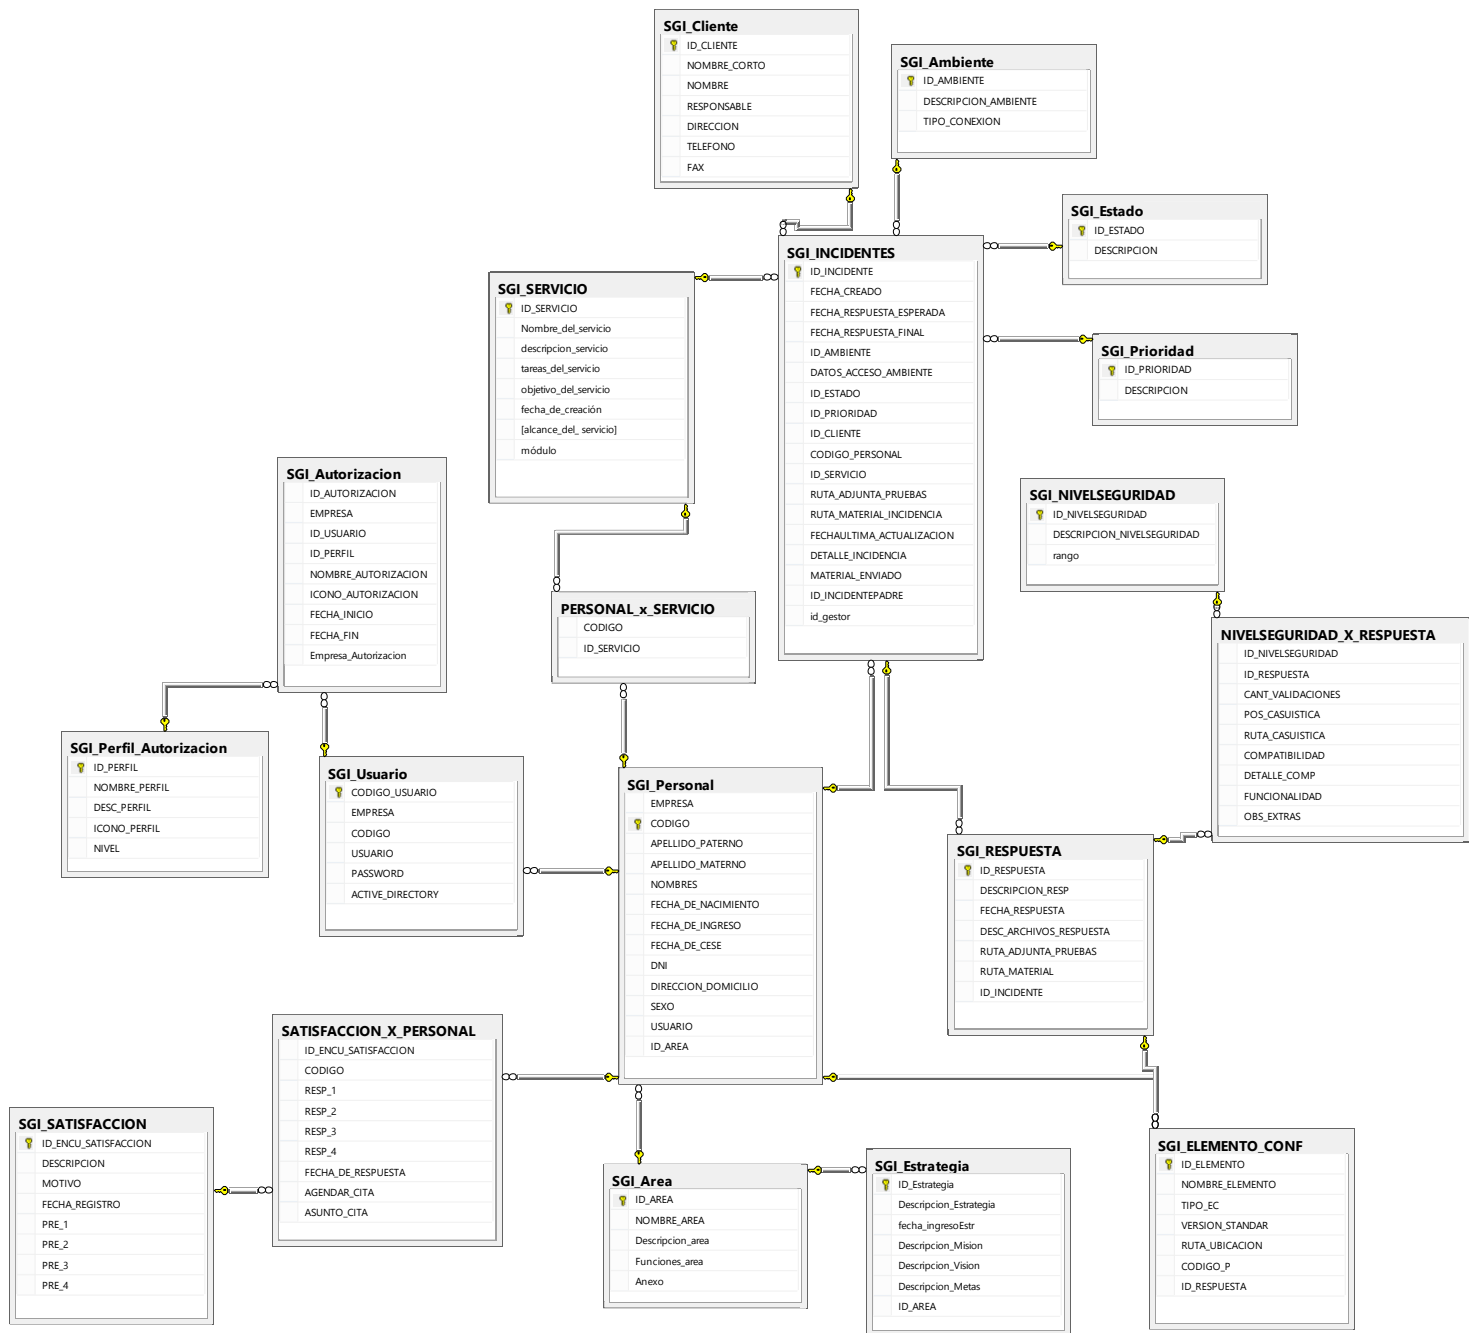 SGI_Cliente
ID_CLIENTE
NOMBRE_CORTO
NOMBRE
RESPONSABLE
DIRECCION
TELEFONO
FAX
SGI_Ambiente
ID_AMBIENTE
DESCRIPCION_AMBIENTE
TIPO_CONEXION
SGI_Estado
ID_ESTADO
DESCRIPCION
SGI_INCIDENTES
ID_INCIDENTE
FECHA_CREADO
FECHA_RESPUESTA_ESPERADA
FECHA_RESPUESTA_FINAL
ID_AMBIENTE
DATOS_ACCESO_AMBIENTE
ID_ESTADO
ID_PRIORIDAD
ID_CLIENTE
CODIGO_PERSONAL
ID_SERVICIO
RUTA_ADJUNTA_PRUEBAS
RUTA_MATERIAL_INCIDENCIA
FECHAULTIMA_ACTUALIZACION
DETALLE_INCIDENCIA
MATERIAL_ENVIADO
ID_INCIDENTEPADRE
id_gestor
SGI_SERVICIO
ID_SERVICIO
Nombre_del_servicio
descripcion_servicio
tareas_del_servicio
objetivo_del_servicio
fecha_de_creación
[alcance_del_ servicio]
módulo
SGI_Prioridad
ID_PRIORIDAD
DESCRIPCION
SGI_Autorizacion
ID_AUTORIZACION
EMPRESA
ID_USUARIO
ID_PERFIL
NOMBRE_AUTORIZACION
ICONO_AUTORIZACION
FECHA_INICIO
FECHA_FIN
Empresa_Autorizacion
SGI_NIVELSEGURIDAD
ID_NIVELSEGURIDAD
DESCRIPCION_NIVELSEGURIDAD
rango
PERSONAL_x_SERVICIO
CODIGO
ID_SERVICIO
NIVELSEGURIDAD_X_RESPUESTA
ID_NIVELSEGURIDAD
ID_RESPUESTA
CANT_VALIDACIONES
POS_CASUISTICA
RUTA_CASUISTICA
COMPATIBILIDAD
DETALLE_COMP
FUNCIONALIDAD
OBS_EXTRAS
SGI_Perfil_Autorizacion
ID_PERFIL
NOMBRE_PERFIL
DESC_PERFIL
ICONO_PERFIL
NIVEL
SGI_Usuario
CODIGO_USUARIO
EMPRESA
CODIGO
USUARIO
PASSWORD
ACTIVE_DIRECTORY
SGI_Personal
EMPRESA
CODIGO
APELLIDO_PATERNO
APELLIDO_MATERNO
NOMBRES
FECHA_DE_NACIMIENTO
FECHA_DE_INGRESO
FECHA_DE_CESE
DNI
DIRECCION_DOMICILIO
SEXO
USUARIO
ID_AREA
SGI_RESPUESTA
ID_RESPUESTA
DESCRIPCION_RESP
FECHA_RESPUESTA
DESC_ARCHIVOS_RESPUESTA
RUTA_ADJUNTA_PRUEBAS
RUTA_MATERIAL
ID_INCIDENTE
SATISFACCION_X_PERSONAL
ID_ENCU_SATISFACCION
CODIGO
RESP_1
RESP_2
RESP_3
RESP_4
FECHA_DE_RESPUESTA
AGENDAR_CITA
ASUNTO_CITA
SGI_SATISFACCION
ID_ENCU_SATISFACCION
DESCRIPCION
MOTIVO
FECHA_REGISTRO
PRE_1
PRE_2
PRE_3
PRE_4
SGI_Area
ID_AREA
NOMBRE_AREA
Descripcion_area
Funciones_area
Anexo
SGI_Estrategia
ID_Estrategia
Descripcion_Estrategia
fecha_ingresoEstr
Descripcion_Mision
Descripcion_Vision
Descripcion_Metas
ID_AREA
SGI_ELEMENTO_CONF
ID_ELEMENTO
NOMBRE_ELEMENTO
TIPO_EC
VERSION_STANDAR
RUTA_UBICACION
CODIGO_P
ID_RESPUESTA